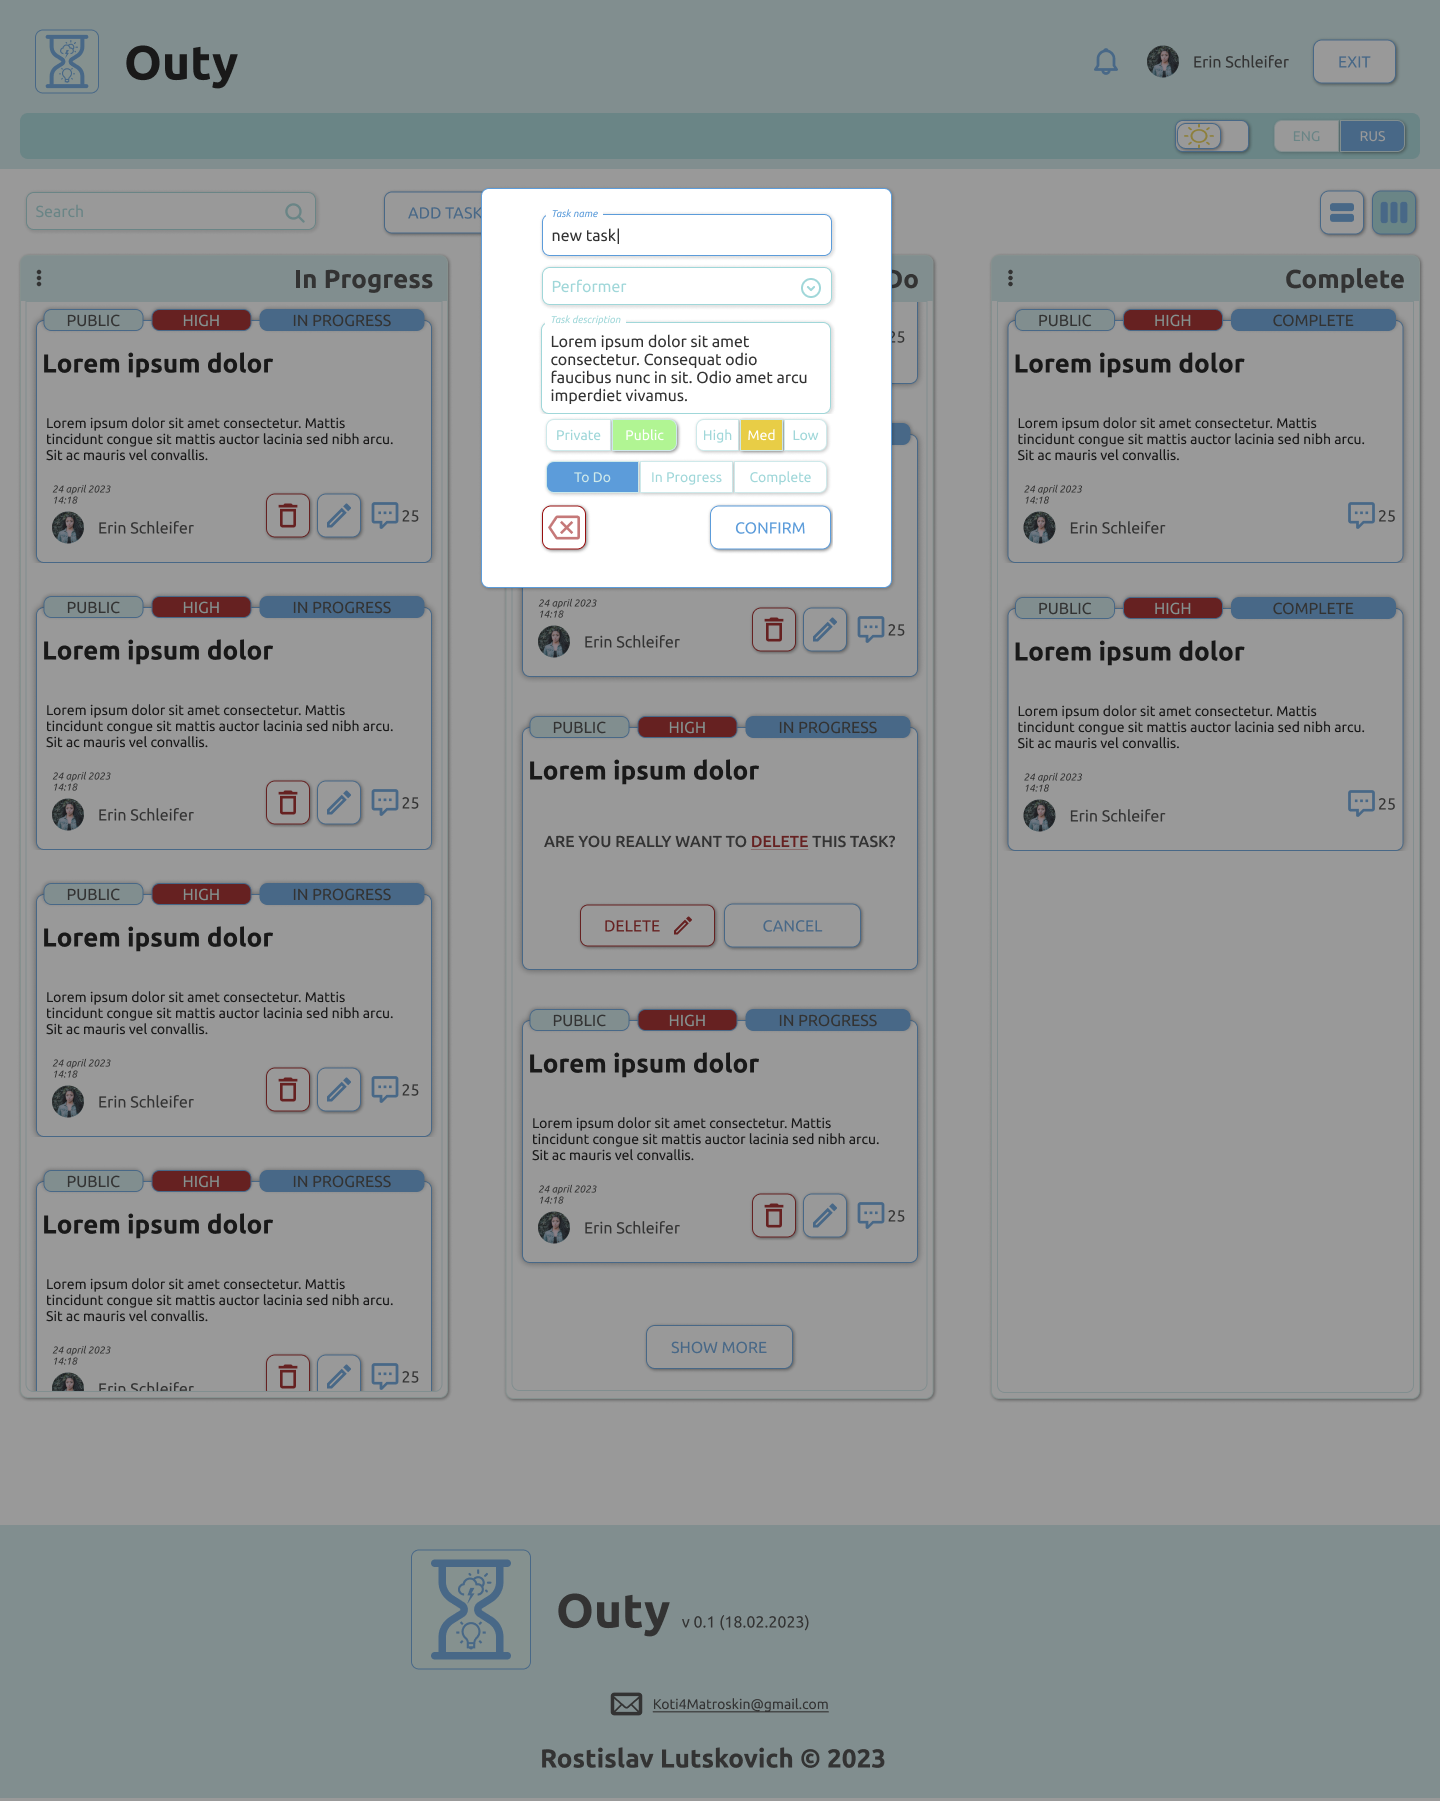 Outy
Erin Schleifer
EXIT
ENG
RUS
Search
ADD TASK
Task name
new task
Performer
Task description
Lorem ipsum dolor sit amet
consectetur. Consequat odio
faucibus nunc in sit. Odio amet arcu
imperdiet vivamus.
Private
Public
High
Med
Low
To Do
In Progress
Complete
CONFIRM
In Progress
PUBLIC
HIGH
IN PROGRESS
Lorem ipsum dolor
Lorem ipsum dolor sit amet consectetur. Mattis
tincidunt congue sit mattis auctor lacinia sed nibh arcu.
Sit ac mauris vel convallis.
24 april 2023
14:18
Erin Schleifer
25
PUBLIC
HIGH
IN PROGRESS
Lorem ipsum dolor
Lorem ipsum dolor sit amet consectetur. Mattis
tincidunt congue sit mattis auctor lacinia sed nibh arcu.
Sit ac mauris vel convallis.
24 april 2023
14:18
Erin Schleifer
25
PUBLIC
HIGH
IN PROGRESS
Lorem ipsum dolor
Lorem ipsum dolor sit amet consectetur. Mattis
tincidunt congue sit mattis auctor lacinia sed nibh arcu.
Sit ac mauris vel convallis.
24 april 2023
14:18
Erin Schleifer
25
PUBLIC
HIGH
IN PROGRESS
Lorem ipsum dolor
Lorem ipsum dolor sit amet consectetur. Mattis
tincidunt congue sit mattis auctor lacinia sed nibh arcu.
Sit ac mauris vel convallis.
24 april 2023
14:18
Erin Schleifer
25
Do
25
24 april 2023
14:18
Erin Schleifer
25
PUBLIC
HIGH
IN PROGRESS
Lorem ipsum dolor
ARE YOU REALLY WANT TO DELETE THIS TASK?
DELETE
CANCEL
PUBLIC
HIGH
IN PROGRESS
Lorem ipsum dolor
Lorem ipsum dolor sit amet consectetur. Mattis
tincidunt congue sit mattis auctor lacinia sed nibh arcu.
Sit ac mauris vel convallis.
24 april 2023
14:18
Erin Schleifer
25
SHOW MORE
Complete
PUBLIC
HIGH
COMPLETE
Lorem ipsum dolor
Lorem ipsum dolor sit amet consectetur. Mattis
tincidunt congue sit mattis auctor lacinia sed nibh arcu.
Sit ac mauris vel convallis.
24 april 2023
14:18
Erin Schleifer
25
PUBLIC
HIGH
COMPLETE
Lorem ipsum dolor
Lorem ipsum dolor sit amet consectetur. Mattis
tincidunt congue sit mattis auctor lacinia sed nibh arcu.
Sit ac mauris vel convallis.
24 april 2023
14:18
Erin Schleifer
25
Outy v 0.1 (18.02.2023)
Koti4Matroskin@gmail.com
Rostislav Lutskovich © 2023